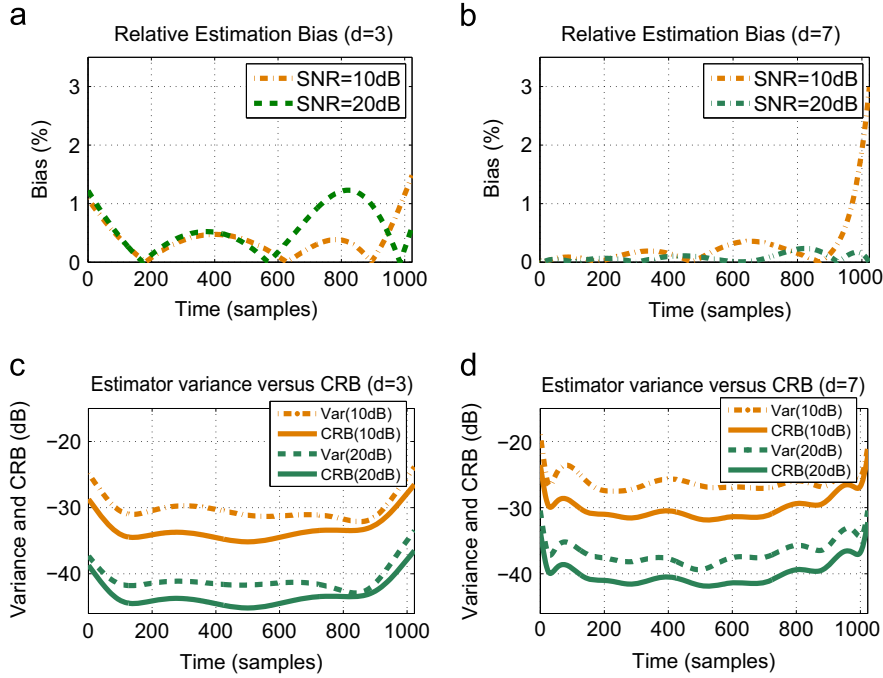 a
Relative Estimation Bias (d=3)
3
2
1
0
Bias (%)
SNR=10dB
SNR=20dB
0 200 400 600 800 1000
Time (samples)
b
Relative Estimation Bias (d=7)
3
2
1
0
Bias (%)
SNR=10dB
SNR=20dB
0 200 400 600 800 1000
Time (samples)
c
Estimator variance versus CRB (d=3)
−20
−30
−40
Variance and CRB (dB)
Var(10dB)
CRB(10dB)
Var(20dB)
CRB(20dB)
0 200 400 600 800 1000
Time (samples)
d
Estimator variance versus CRB (d=7)
−20
−30
−40
Variance and CRB (dB)
Var(10dB)
CRB(10dB)
Var(20dB)
CRB(20dB)
0 200 400 600 800 1000
Time (samples)